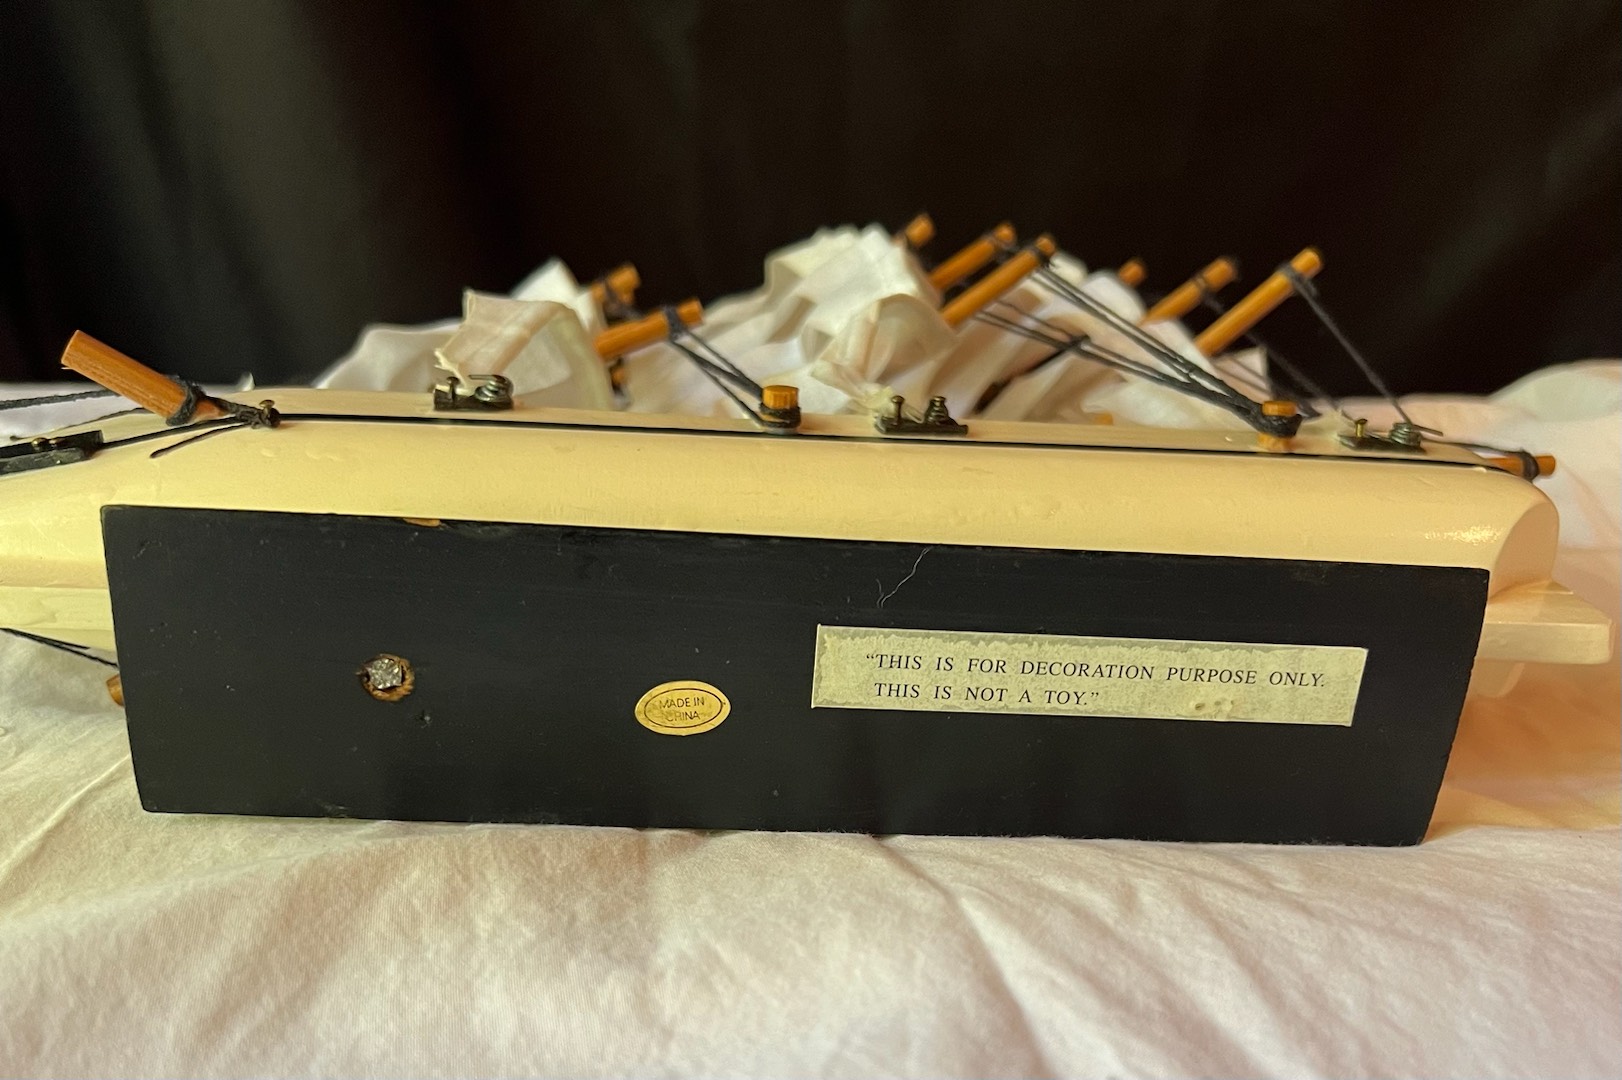 MADE IN
CHINA
“THIS IS FOR DECORATION PURPOSE ONLY.
THIS IS NOT A TOY.”